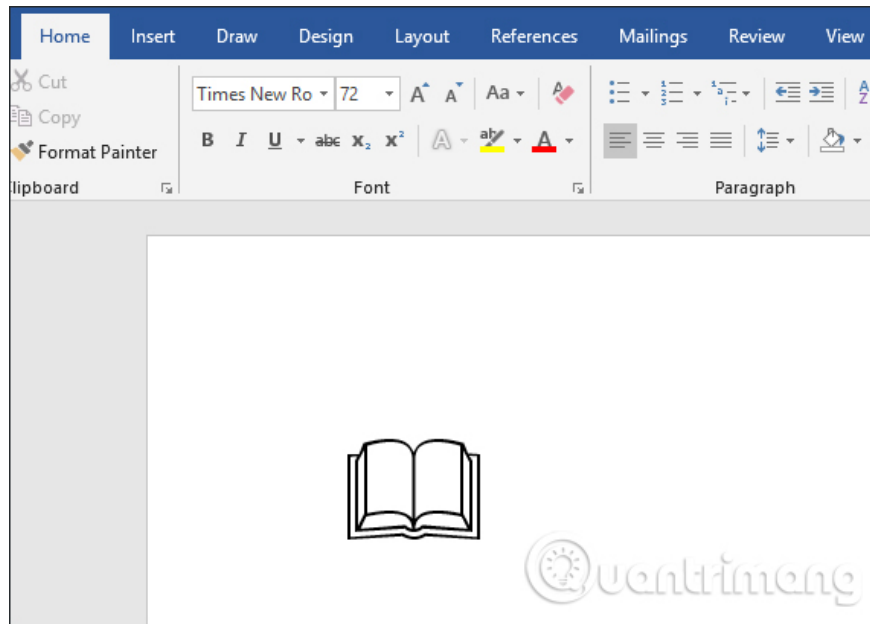 Home Insert Draw Design Layout References Mailings Review View
Cut
Copy
Format Painter
lipboard
Times New Ro 72 A A Aa
B I U abc x₂ x² A ab A
Font
Paragraph
Quantrimang